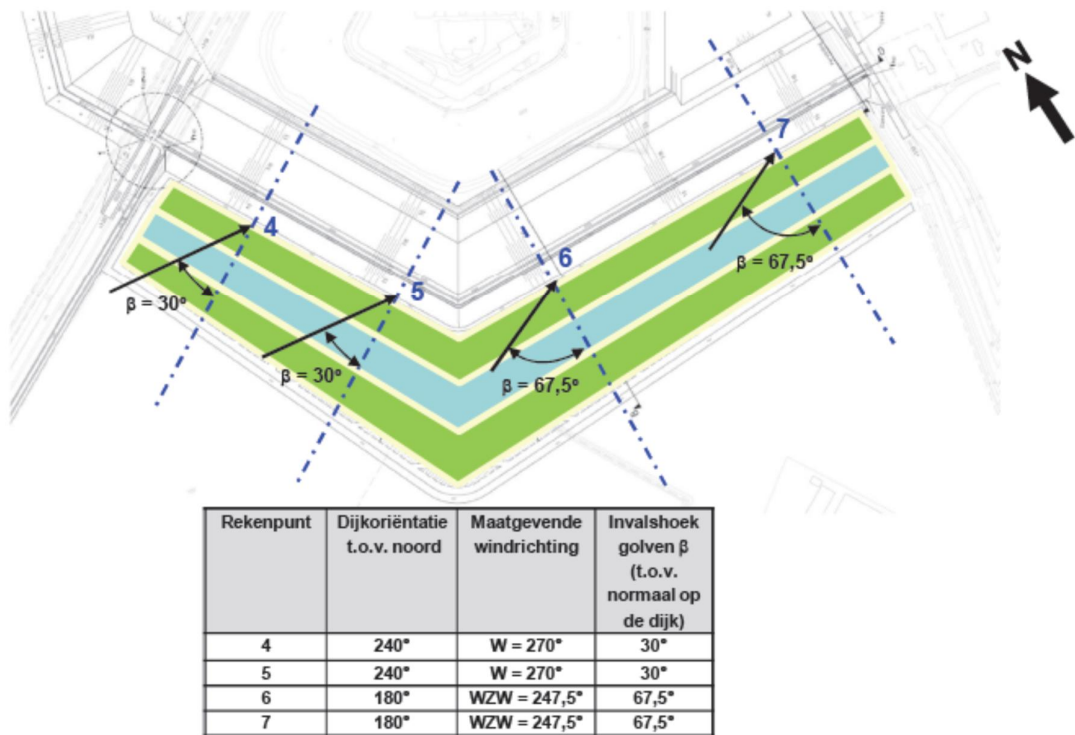 N
7
4
6
5
β = 67,5°
β = 30°
β = 30°
β = 67,5°
Rekenpunt Dijkoriëntatie t.o.v. noord Maatgevende windrichting Invalshoek golven β (t.o.v. normaal op de dijk)
4 240° W = 270° 30°
5 240° W = 270° 30°
6 180° WZW = 247,5° 67,5°
7 180° WZW = 247,5° 67,5°